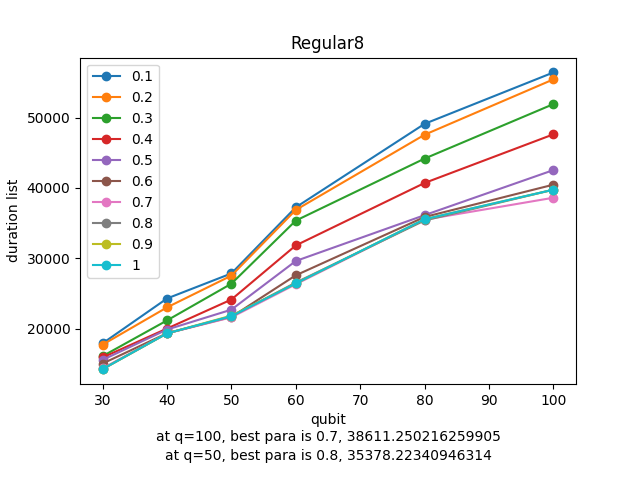 Regular8
duration list
50000
40000
30000
20000
0.1
0.2
0.3
0.4
0.5
0.6
0.7
0.8
0.9
1
30 40 50 60 70 80 90 100
qubit
at q=100, best para is 0.7, 38611.250216259905
at q=50, best para is 0.8, 35378.22340946314